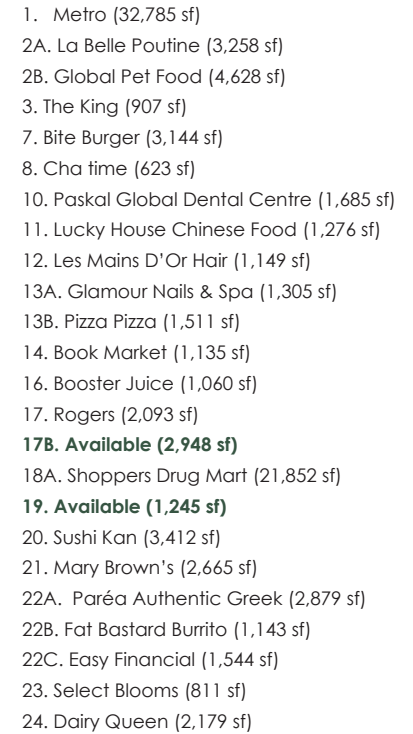 1. Metro (32,785 sf)
2A. La Belle Poutine (3,258 sf)
2B. Global Pet Food (4,628 sf)
3. The King (907 sf)
7. Bite Burger (3,144 sf)
8. Cha time (623 sf)
10. Paskal Global Dental Centre (1,685 sf)
11. Lucky House Chinese Food (1,276 sf)
12. Les Mains D’Or Hair (1,149 sf)
13A. Glamour Nails & Spa (1,305 sf)
13B. Pizza Pizza (1,511 sf)
14. Book Market (1,135 sf)
16. Booster Juice (1,060 sf)
17. Rogers (2,093 sf)
17B. Available (2,948 sf)
18A. Shoppers Drug Mart (21,852 sf)
19. Available (1,245 sf)
20. Sushi Kan (3,412 sf)
21. Mary Brown’s (2,665 sf)
22A. Paréa Authentic Greek (2,879 sf)
22B. Fat Bastard Burrito (1,143 sf)
22C. Easy Financial (1,544 sf)
23. Select Blooms (811 sf)
24. Dairy Queen (2,179 sf)